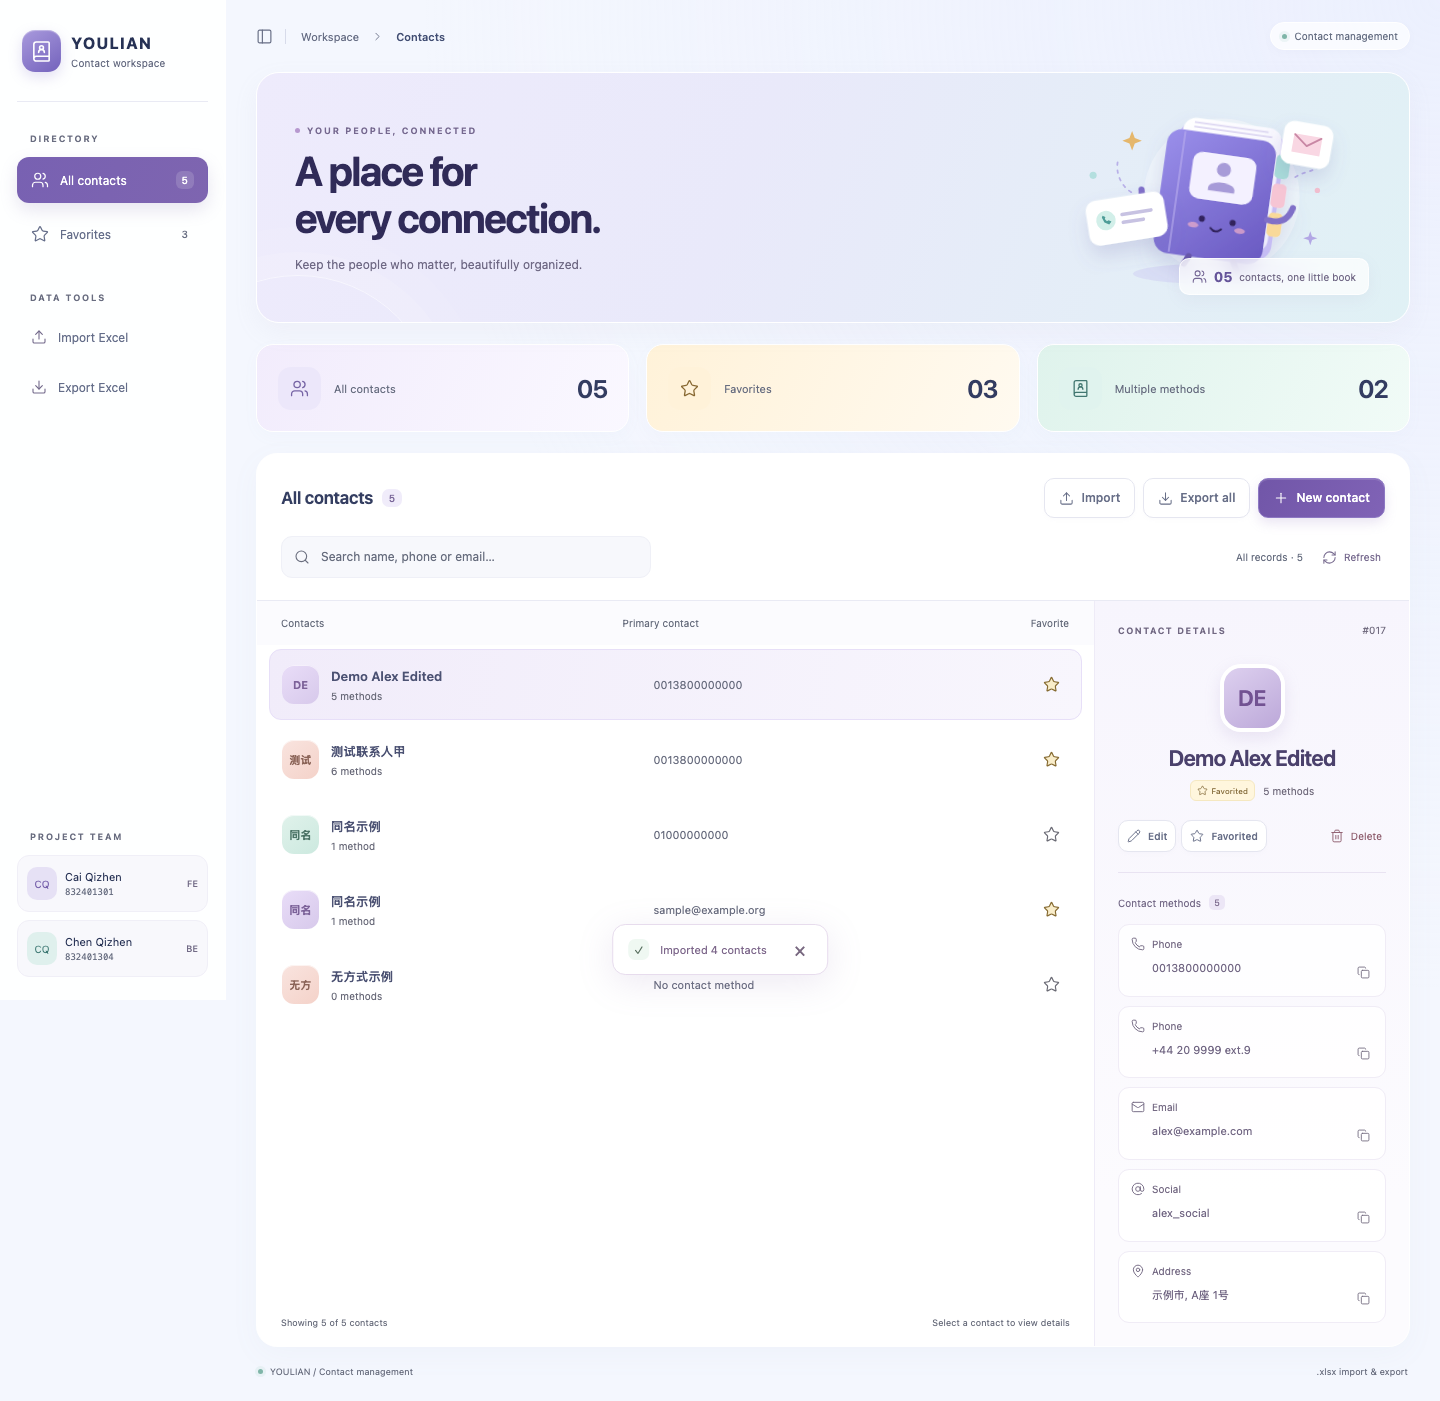 YOULIAN
Contact workspace
DIRECTORY
All contacts 5
Favorites 3
DATA TOOLS
Import Excel
Export Excel
PROJECT TEAM
CQ Cai Qizhen FE
832401301
CQ Chen Qizhen BE
832401304
Workspace Contacts
Contact management
YOUR PEOPLE, CONNECTED
A place for
every connection.
Keep the people who matter, beautifully organized.
05 contacts, one little book
All contacts 05
Favorites 03
Multiple methods 02
All contacts 5
Import Export all New contact
Search name, phone or email...
All records · 5 Refresh
Contacts Primary contact Favorite
DE Demo Alex Edited 0013800000000
5 methods
测试 测试联系人甲 0013800000000
6 methods
同名 同名示例 01000000000
1 method
同名 同名示例 sample@example.org
1 method
Imported 4 contacts
无方 无方式示例 No contact method
0 methods
Showing 5 of 5 contacts Select a contact to view details
CONTACT DETAILS #017
DE
Demo Alex Edited
Favorited 5 methods
Edit Favorited Delete
Contact methods 5
Phone
0013800000000
Phone
+44 20 9999 ext.9
Email
alex@example.com
Social
alex_social
Address
示例市, A座 1号
YOULIAN / Contact management .xlsx import & export